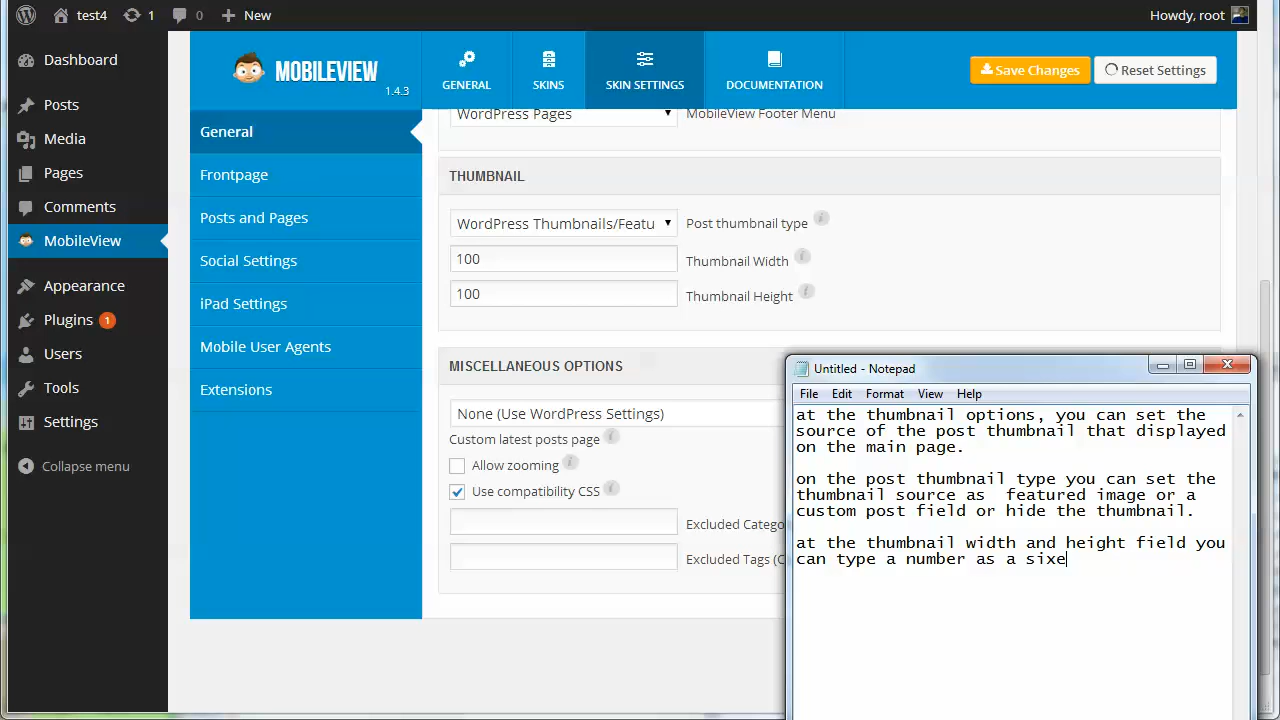 test4
1
0
New
Howdy, root
Dashboard
Posts
Media
Pages
Comments
MobileView
Appearance
Plugins 1
Users
Tools
Settings
Collapse menu
MOBILEVIEW
1.4.3
GENERAL
SKINS
SKIN SETTINGS
DOCUMENTATION
Save Changes
Reset Settings
General
Frontpage
Posts and Pages
Social Settings
iPad Settings
Mobile User Agents
Extensions
WordPress Pages
MobileView Footer Menu
THUMBNAIL
WordPress Thumbnails/Featu
Post thumbnail type
100
Thumbnail Width
100
Thumbnail Height
MISCELLANEOUS OPTIONS
None (Use WordPress Settings)
Custom latest posts page
Allow zooming
Use compatibility CSS
Excluded Catego
Excluded Tags (C
Untitled - Notepad
File Edit Format View Help
at the thumbnail options, you can set the
source of the post thumbnail that displayed
on the main page.
on the post thumbnail type you can set the
thumbnail source as  featured image or a
custom post field or hide the thumbnail.
at the thumbnail width and height field you
can type a number as a sixe